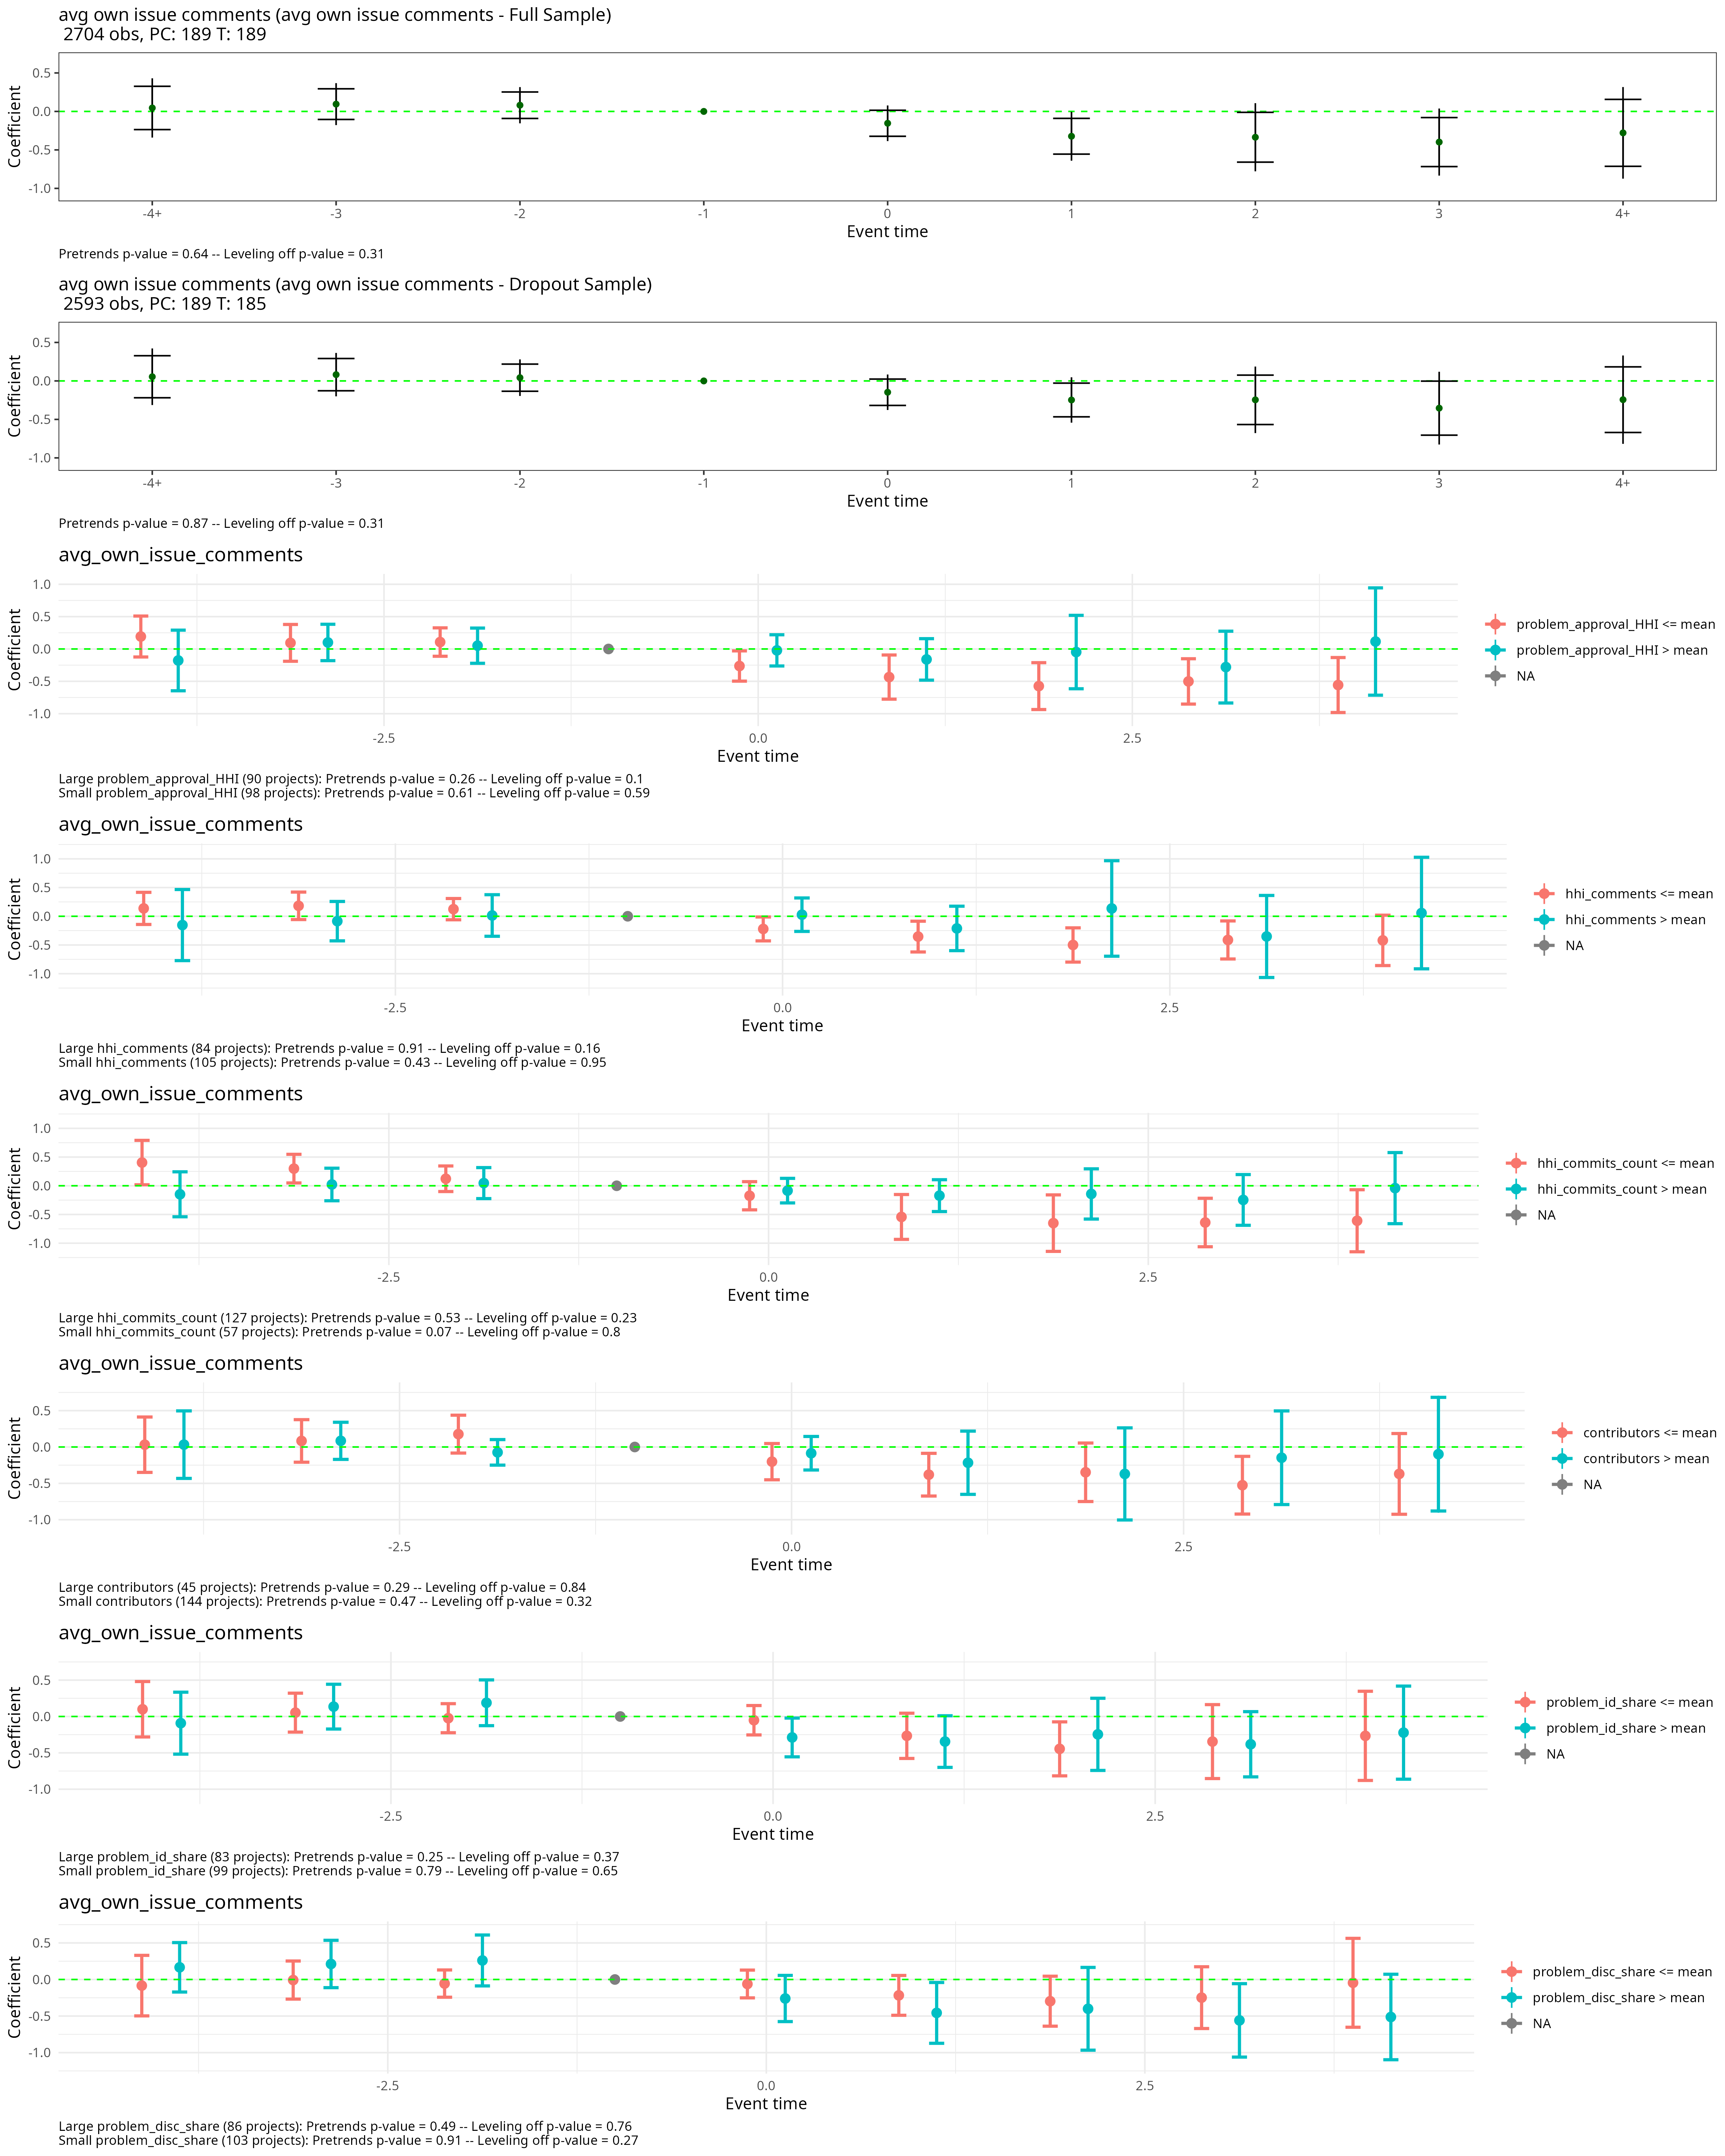 avg own issue comments (avg own issue comments - Full Sample)
2704 obs, PC: 189 T: 189
Coefficient
0.5
0.0
-0.5
-1.0
-4+
-3
-2
-1
0
1
2
3
4+
Event time
Pretrends p-value = 0.64 -- Leveling off p-value = 0.31
avg own issue comments (avg own issue comments - Dropout Sample)
2593 obs, PC: 189 T: 185
Coefficient
0.5
0.0
-0.5
-1.0
-4+
-3
-2
-1
0
1
2
3
4+
Event time
Pretrends p-value = 0.87 -- Leveling off p-value = 0.31
avg_own_issue_comments
Coefficient
1.0
0.5
0.0
-0.5
-1.0
-2.5
0.0
2.5
Event time
problem_approval_HHI <= mean
problem_approval_HHI > mean
NA
Large problem_approval_HHI (90 projects): Pretrends p-value = 0.26 -- Leveling off p-value = 0.1
Small problem_approval_HHI (98 projects): Pretrends p-value = 0.61 -- Leveling off p-value = 0.59
avg_own_issue_comments
Coefficient
1.0
0.5
0.0
-0.5
-1.0
-2.5
0.0
2.5
Event time
hhi_comments <= mean
hhi_comments > mean
NA
Large hhi_comments (84 projects): Pretrends p-value = 0.91 -- Leveling off p-value = 0.16
Small hhi_comments (105 projects): Pretrends p-value = 0.43 -- Leveling off p-value = 0.95
avg_own_issue_comments
Coefficient
1.0
0.5
0.0
-0.5
-1.0
-2.5
0.0
2.5
Event time
hhi_commits_count <= mean
hhi_commits_count > mean
NA
Large hhi_commits_count (127 projects): Pretrends p-value = 0.53 -- Leveling off p-value = 0.23
Small hhi_commits_count (57 projects): Pretrends p-value = 0.07 -- Leveling off p-value = 0.8
avg_own_issue_comments
Coefficient
0.5
0.0
-0.5
-1.0
-2.5
0.0
2.5
Event time
contributors <= mean
contributors > mean
NA
Large contributors (45 projects): Pretrends p-value = 0.29 -- Leveling off p-value = 0.84
Small contributors (144 projects): Pretrends p-value = 0.47 -- Leveling off p-value = 0.32
avg_own_issue_comments
Coefficient
0.5
0.0
-0.5
-1.0
-2.5
0.0
2.5
Event time
problem_id_share <= mean
problem_id_share > mean
NA
Large problem_id_share (83 projects): Pretrends p-value = 0.25 -- Leveling off p-value = 0.37
Small problem_id_share (99 projects): Pretrends p-value = 0.79 -- Leveling off p-value = 0.65
avg_own_issue_comments
Coefficient
0.5
0.0
-0.5
-1.0
-2.5
0.0
2.5
Event time
problem_disc_share <= mean
problem_disc_share > mean
NA
Large problem_disc_share (86 projects): Pretrends p-value = 0.49 -- Leveling off p-value = 0.76
Small problem_disc_share (103 projects): Pretrends p-value = 0.91 -- Leveling off p-value = 0.27